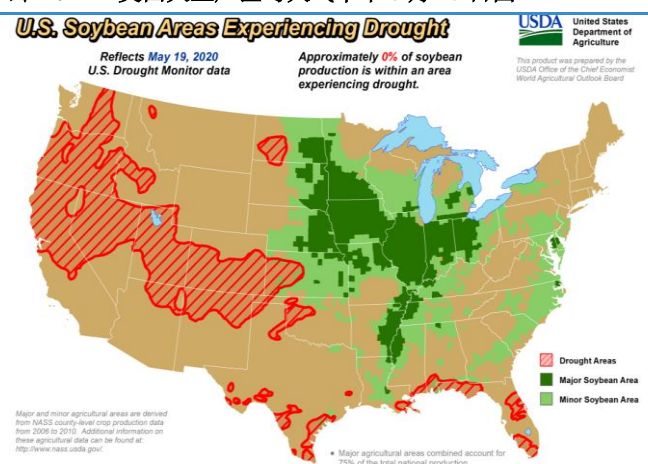 U.S. Soybean Areas Experiencing Drought
Reflects May 19, 2020
U.S. Drought Monitor data
Approximately 0% of soybean
production is within an area
experiencing drought.
USDA
United States
Department of
Agriculture
This product was prepared by the
USDA Office of the Chief Economist
World Agricultural Outlook Board
Drought Areas
Major Soybean Area
Minor Soybean Area
Major and minor agricultural areas are derived
from NASS county-level crop production data
from 2006 to 2010. Additional information on
these agricultural data can be found at:
http://www.nass.usda.gov/
• Major agricultural areas combined account for
75% of the total national production